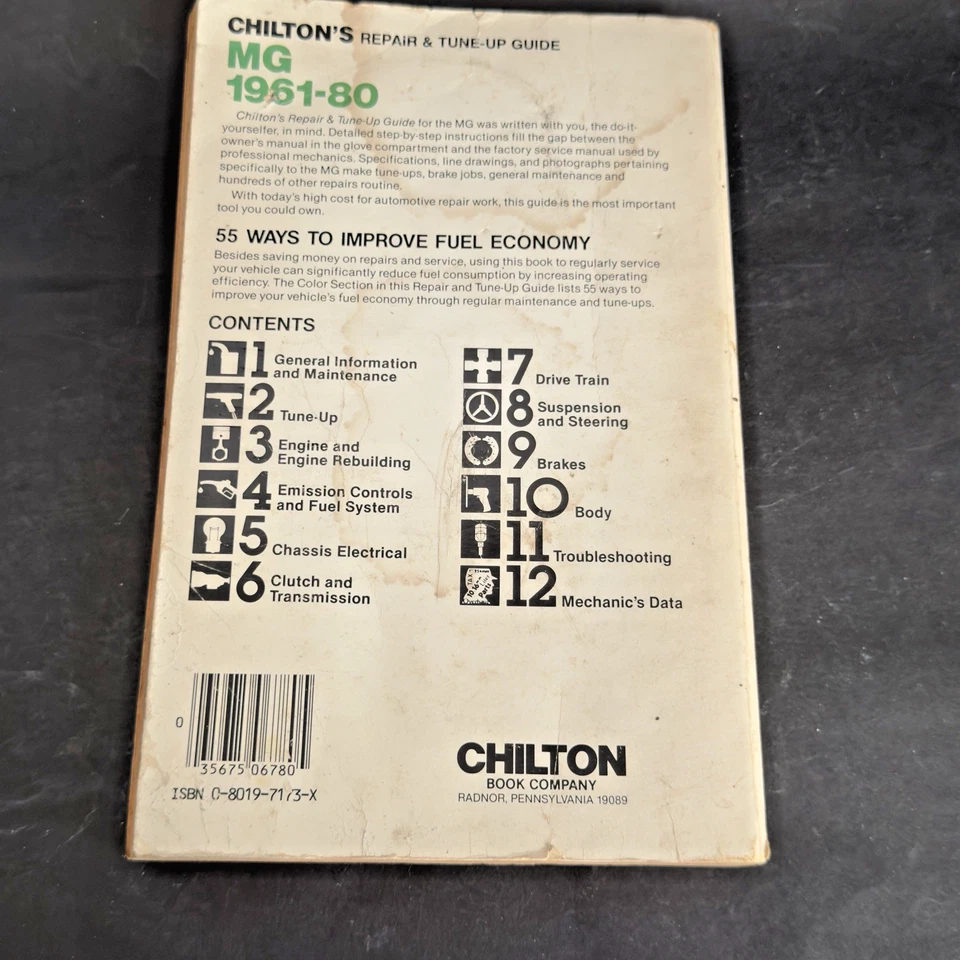 CHILTON'S REPAIR & TUNE-UP GUIDE
MG
1961-80
Chilton's Repair & Tune-Up Guide for the MG was written with you, the do-it-
yourselfer, in mind. Detailed step-by-step instructions fill the gap between the
owner's manual in the glove compartment and the factory service manual used by
professional mechanics. Specifications, line drawings, and photographs pertaining
specifically to the MG make tune-ups, brake jobs, general maintenance and
hundreds of other repairs routine.
With today's high cost for automotive repair work, this guide is the most important
tool you could own.
55 WAYS TO IMPROVE FUEL ECONOMY
Besides saving money on repairs and service, using this book to regularly service
your vehicle can significantly reduce fuel consumption by increasing operating
efficiency. The Color Section in this Repair and Tune-Up Guide lists 55 ways to
improve your vehicle's fuel economy through regular maintenance and tune-ups.
CONTENTS
1 General Information
and Maintenance
2 Tune-Up
3 Engine and
Engine Rebuilding
4 Emission Controls
and Fuel System
5 Chassis Electrical
6 Clutch and
Transmission
7 Drive Train
8 Suspension
and Steering
9 Brakes
10 Body
11 Troubleshooting
12 Mechanic's Data
0
35675 06780
ISBN 0-8019-7173-X
CHILTON
BOOK COMPANY
RADNOR, PENNSYLVANIA 19089